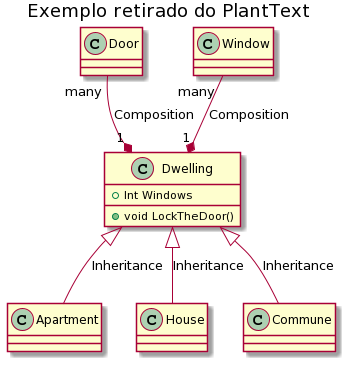 Exemplo retirado do PlantText
C Door
C Window
many
many
Composition
Composition
1
1
C Dwelling
Int Windows
void LockTheDoor()
Inheritance
Inheritance
Inheritance
C Apartment
C House
C Commune